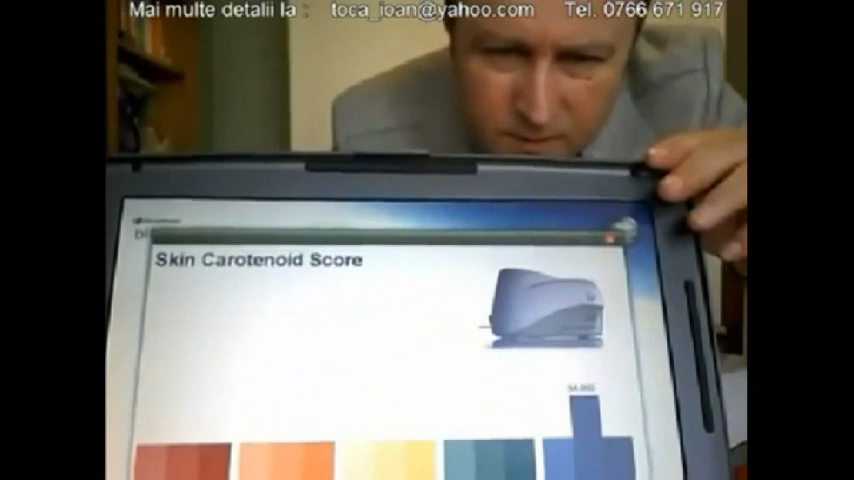 Mai multe detalii la : toca_ioan@yahoo.com Tel. 0766 671 917
Skin Carotenoid Score